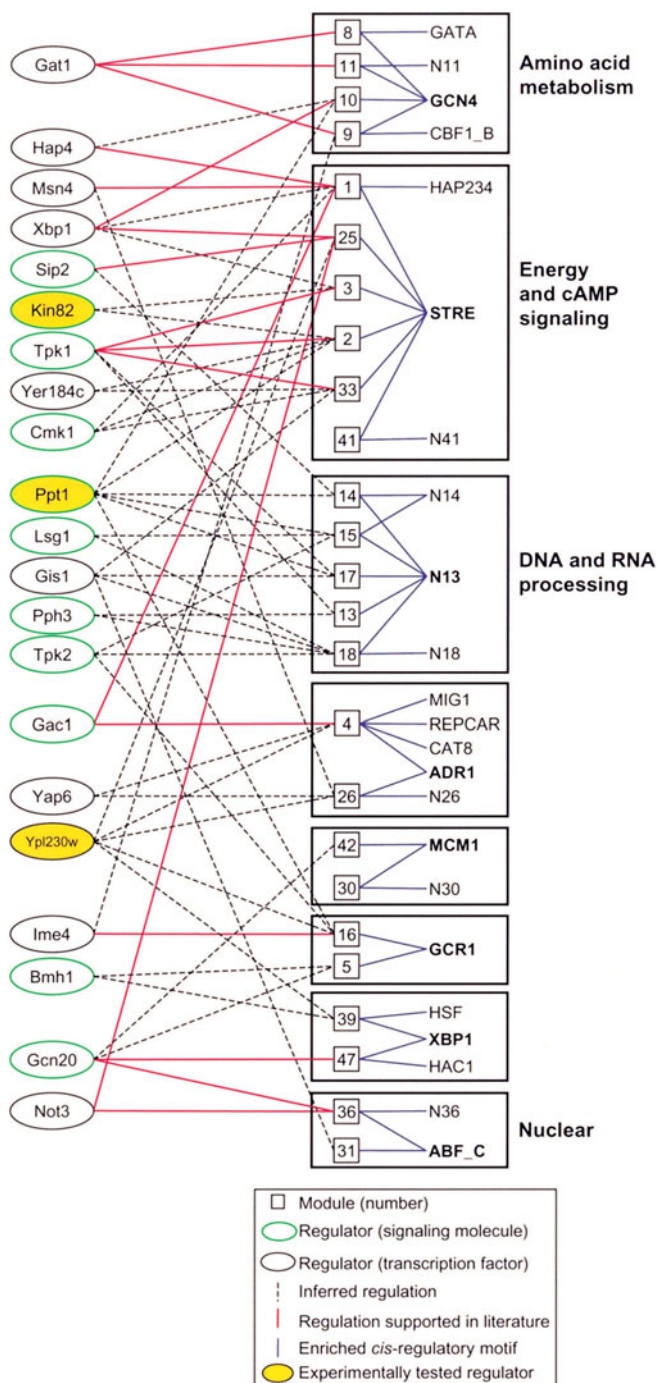 Gat1
Hap4
Msn4
Xbp1
Sip2
Kin82
Tpk1
Yer184c
Cmk1
Ppt1
Lsg1
Gis1
Pph3
Tpk2
Gac1
Yap6
Ypl230w
Ime4
Bmh1
Gcn20
Not3
8 GATA
11 N11
10 GCN4
9 CBF1_B
Amino acid
metabolism
1 HAP234
25
3
STRE
2
33
41 N41
Energy
and cAMP
signaling
14 N14
15
17 N13
13
18 N18
DNA and RNA
processing
MIG1
4 REPCAR
CAT8
ADR1
26 N26
42 MCM1
30 N30
16
GCR1
5
39 HSF
XBP1
47 HAC1
36 N36
31 ABF_C
Nuclear
Module (number)
Regulator (signaling molecule)
Regulator (transcription factor)
Inferred regulation
Regulation supported in literature
Enriched cis-regulatory motif
Experimentally tested regulator